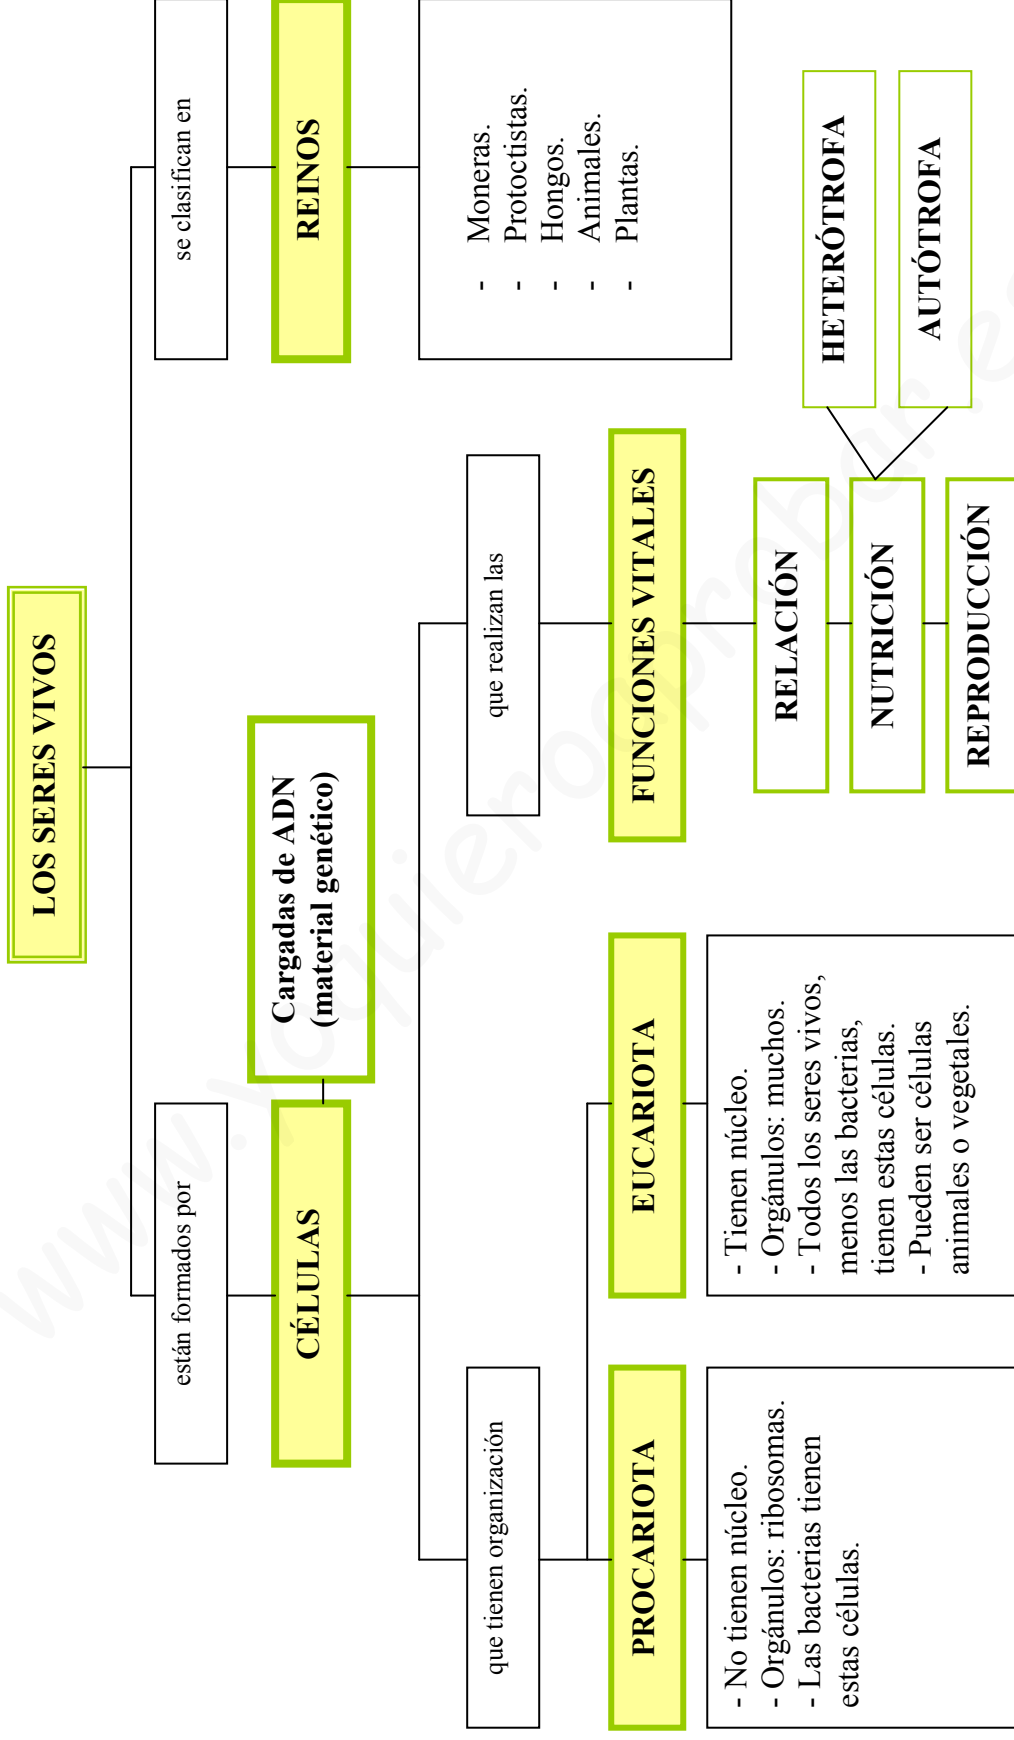 LOS SERES VIVOS
están formados por
se clasifican en
CÉLULAS
Cargadas de ADN
(material genético)
REINOS
que tienen organización
que realizan las
- Moneras.
- Protoctistas.
- Hongos.
- Animales.
- Plantas.
PROCARIOTA
EUCARIOTA
FUNCIONES VITALES
- No tienen núcleo.
- Orgánulos: ribosomas.
- Las bacterias tienen
estas células.
- Tienen núcleo.
- Orgánulos: muchos.
- Todos los seres vivos,
menos las bacterias,
tienen estas células.
- Pueden ser células
animales o vegetales.
RELACIÓN
NUTRICIÓN
REPRODUCCIÓN
HETERÓTROFA
AUTÓTROFA
www.yoquieroaprobar.es